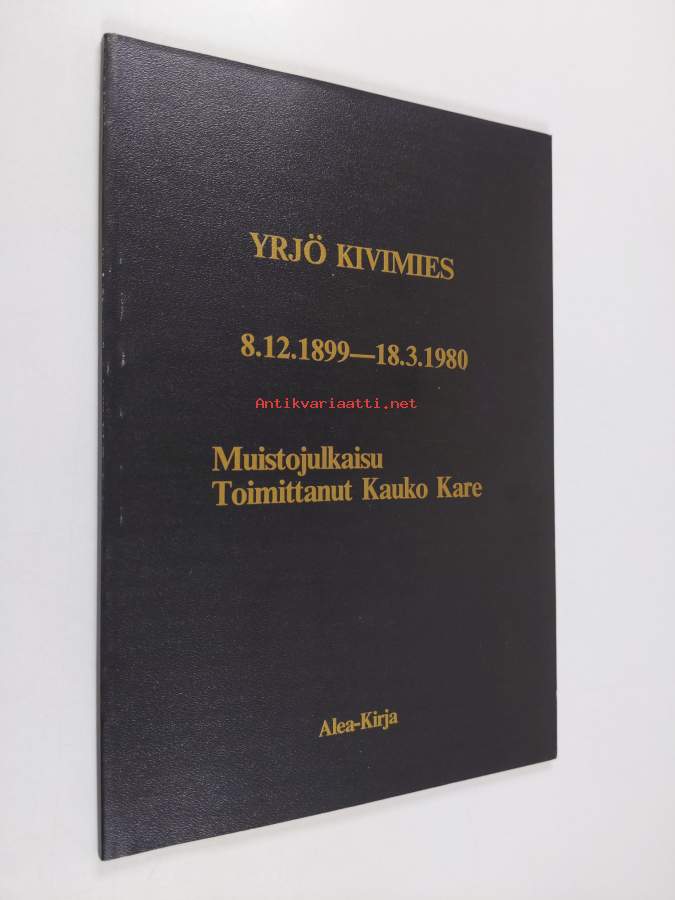 YRJÖ KIVIMIES
8.12.1899—18.3.1980
Antikvariaatti.net
Muistojulkaisu
Toimittanut Kauko Kare
Alea-Kirja